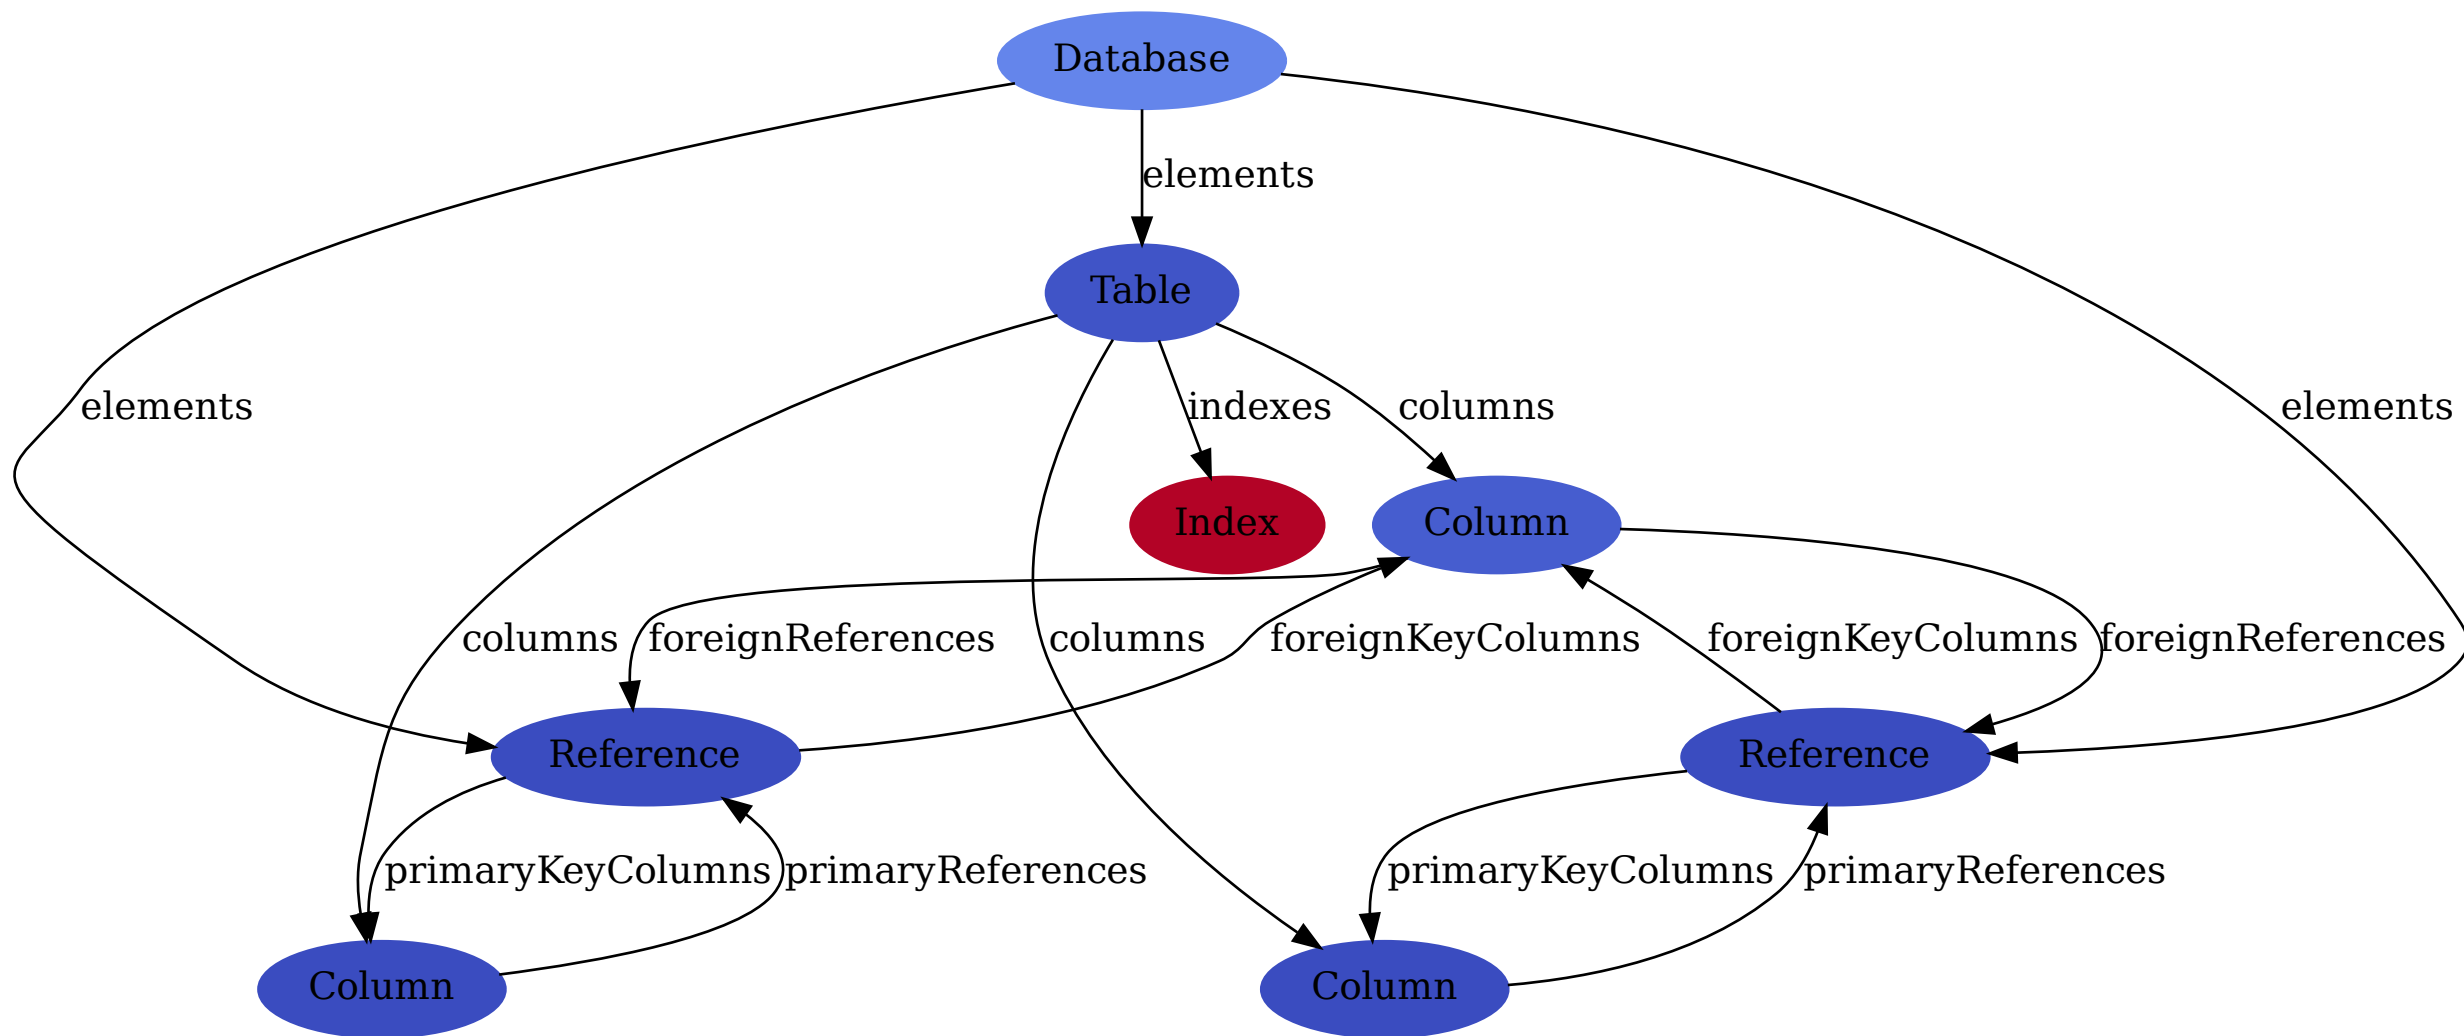 Database
elements
Table
elements
indexes
columns
elements
Index
Column
columns
foreignReferences
columns
foreignKeyColumns
foreignKeyColumns
foreignReferences
Reference
Reference
primaryKeyColumns
primaryReferences
primaryKeyColumns
primaryReferences
Column
Column